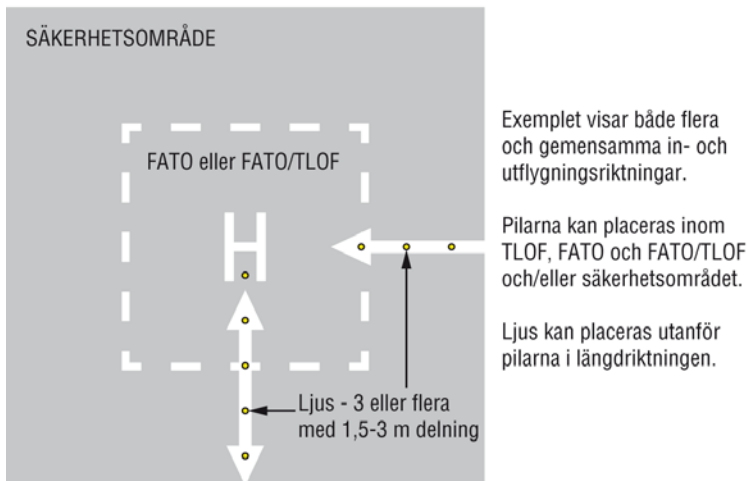 SÄKERHETSOMRÅDE
FATO eller FATO/TLOF
H
Ljus - 3 eller flera
med 1,5-3 m delning
Exemplet visar både flera
och gemensamma in- och
utflygningsriktningar.
Pilarna kan placeras inom
TLOF, FATO och FATO/TLOF
och/eller säkerhetsområdet.
Ljus kan placeras utanför
pilarna i längdriktningen.